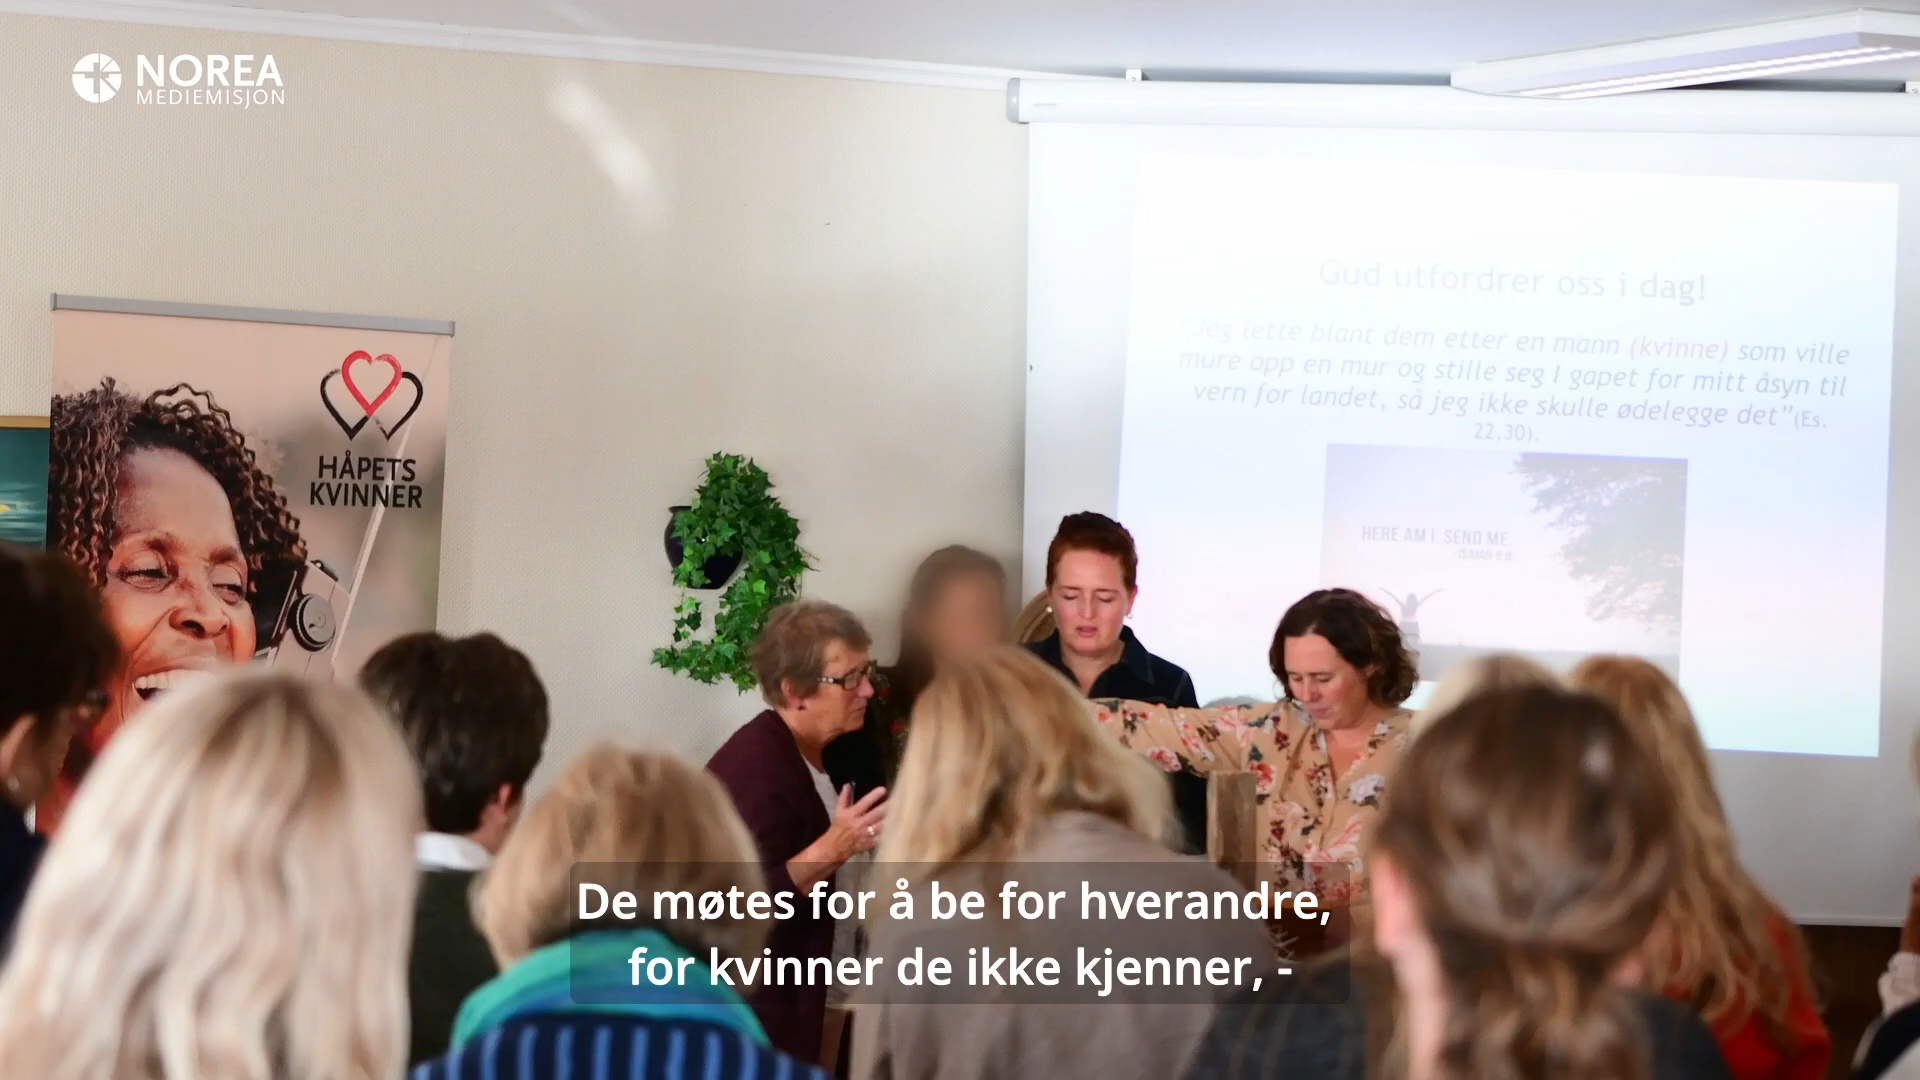 NOREA
MEDIEMISJON
Gud utfordrer oss i dag!
"Jeg lette blant dem etter en mann (kvinne) som ville
mure opp en mur og stille seg I gapet for mitt åsyn til
vern for landet, så jeg ikke skulle ødelegge det"(Es.
22,30).
HERE AM I. SEND ME.
HÅPETS
KVINNER
De møtes for å be for hverandre,
for kvinner de ikke kjenner, -